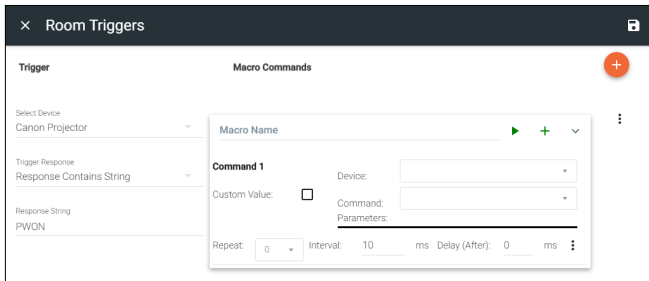 × Room Triggers
Trigger
Macro Commands
Select Device
Canon Projector
Trigger Response
Response Contains String
Response String
PWON
Macro Name
Command 1
Custom Value:
Device:
Command:
Parameters:
Repeat: 0 Interval: 10 ms Delay (After): 0 ms